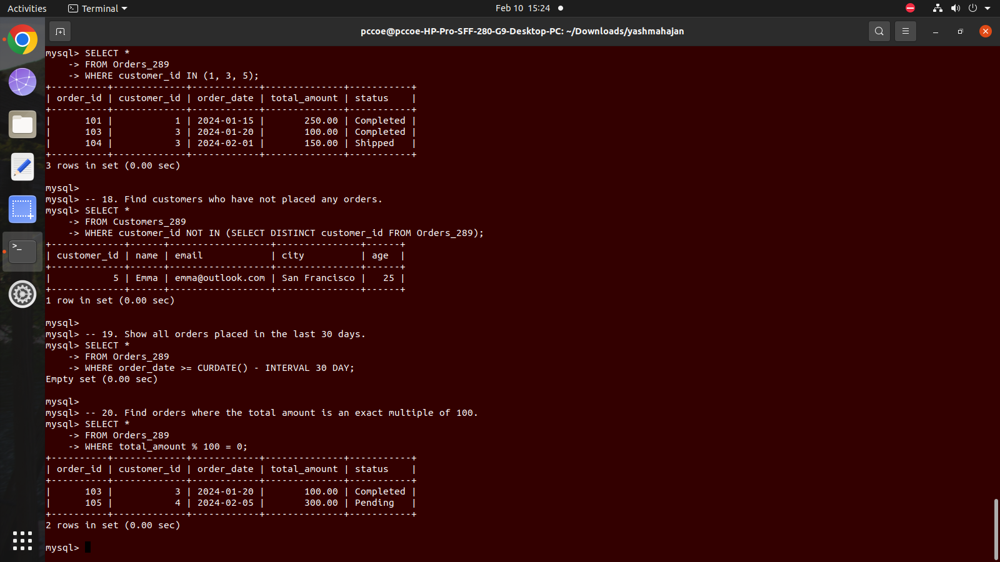 Activities
Terminal
Feb 10 15:24
pccoe@pccoe-HP-Pro-SFF-280-G9-Desktop-PC: ~/Downloads/yashmahajan
mysql> SELECT *
    -> FROM Orders_289
    -> WHERE customer_id IN (1, 3, 5);
+----------+-------------+------------+--------------+-----------+
| order_id | customer_id | order_date | total_amount | status    |
+----------+-------------+------------+--------------+-----------+
|      101 |           1 | 2024-01-15 |       250.00 | Completed |
|      103 |           3 | 2024-01-20 |       100.00 | Completed |
|      104 |           3 | 2024-02-01 |       150.00 | Shipped   |
+----------+-------------+------------+--------------+-----------+
3 rows in set (0.00 sec)

mysql>
mysql> -- 18. Find customers who have not placed any orders.
mysql> SELECT *
    -> FROM Customers_289
    -> WHERE customer_id NOT IN (SELECT DISTINCT customer_id FROM Orders_289);
+-------------+------+------------------+---------------+------+
| customer_id | name | email            | city          | age  |
+-------------+------+------------------+---------------+------+
|           5 | Emma | emma@outlook.com | San Francisco |   25 |
+-------------+------+------------------+---------------+------+
1 row in set (0.00 sec)

mysql>
mysql> -- 19. Show all orders placed in the last 30 days.
mysql> SELECT *
    -> FROM Orders_289
    -> WHERE order_date >= CURDATE() - INTERVAL 30 DAY;
Empty set (0.00 sec)

mysql>
mysql> -- 20. Find orders where the total amount is an exact multiple of 100.
mysql> SELECT *
    -> FROM Orders_289
    -> WHERE total_amount % 100 = 0;
+----------+-------------+------------+--------------+-----------+
| order_id | customer_id | order_date | total_amount | status    |
+----------+-------------+------------+--------------+-----------+
|      103 |           3 | 2024-01-20 |       100.00 | Completed |
|      105 |           4 | 2024-02-05 |       300.00 | Pending   |
+----------+-------------+------------+--------------+-----------+
2 rows in set (0.00 sec)

mysql>